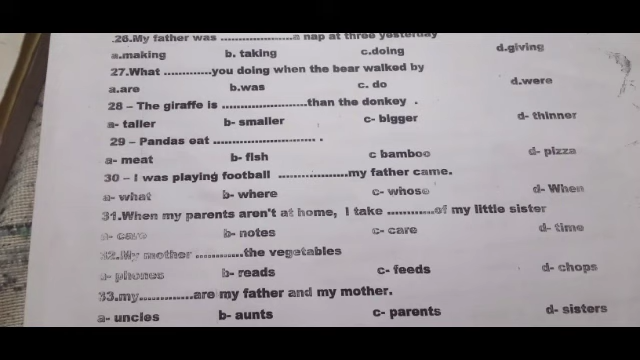 .26.My father was ......................a nap at three yesterday
a.making b. taking c.doing d.giving
27.What .............you doing when the bear walked by
a.are b.was c. do d.were
28 – The giraffe is ........................than the donkey .
a- taller b- smaller c- bigger d- thinner
29 – Pandas eat ............................ .
a- meat b- fish c bamboo d- pizza
30 – I was playing football ....................my father came.
a- what b- where c- whose d- When
31.When my parents aren't at home, I take .............of my little sister
a- care b- notes c- care d- time
32.My mother .............the vegetables
a- phones b- reads c- feeds d- chops
33.my...............are my father and my mother.
a- uncles b- aunts c- parents d- sisters